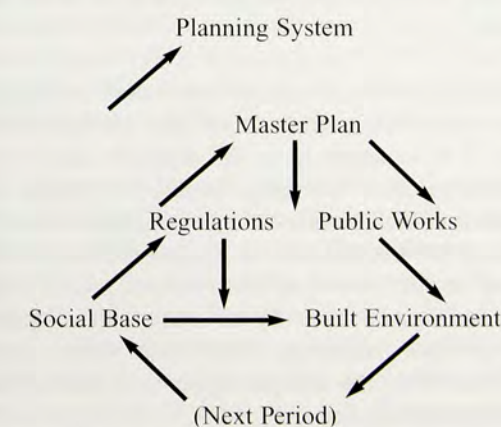 Planning System
Master Plan
Regulations Public Works
Social Base Built Environment
(Next Period)